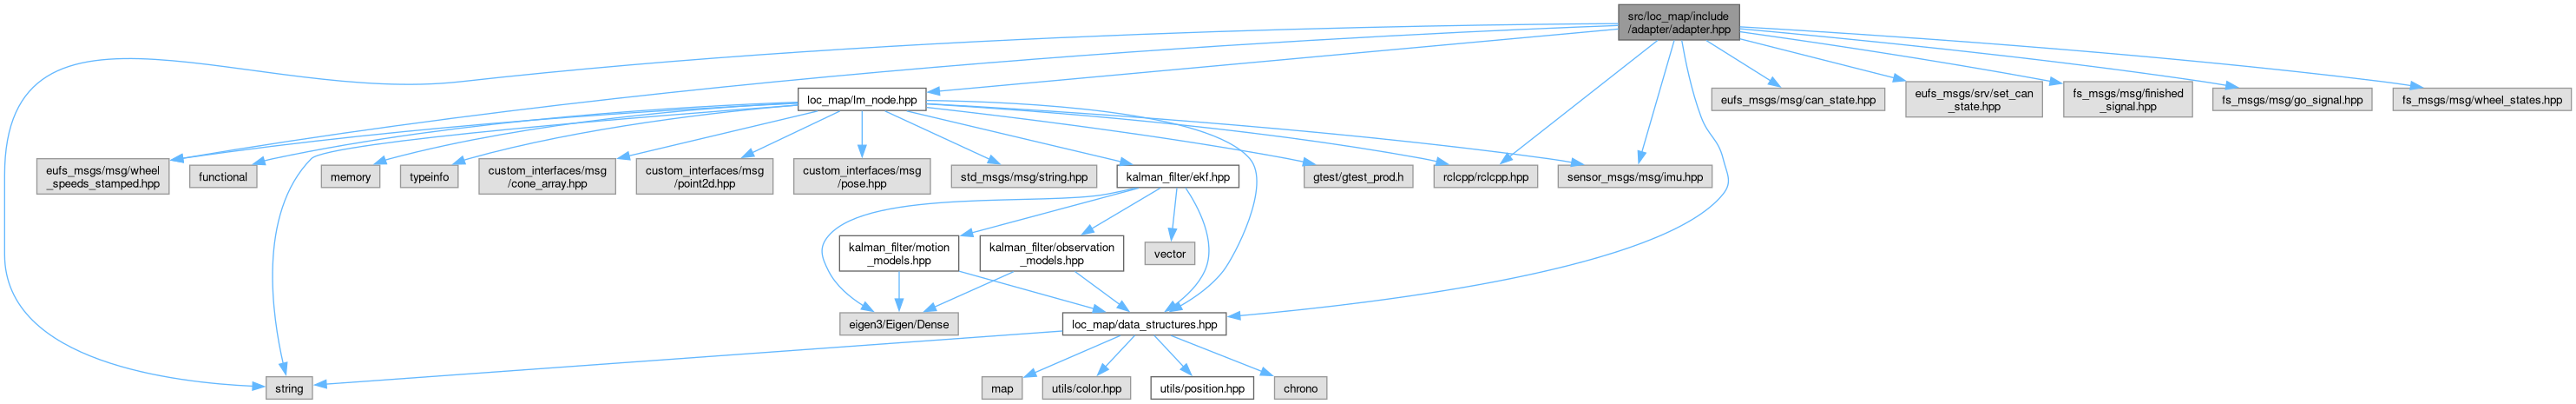 src/loc_map/include
/adapter/adapter.hpp
loc_map/lm_node.hpp
eufs_msgs/msg/can_state.hpp
eufs_msgs/srv/set_can
_state.hpp
fs_msgs/msg/finished
_signal.hpp
fs_msgs/msg/go_signal.hpp
fs_msgs/msg/wheel_states.hpp
eufs_msgs/msg/wheel
_speeds_stamped.hpp
functional
memory
typeinfo
custom_interfaces/msg
/cone_array.hpp
custom_interfaces/msg
/point2d.hpp
custom_interfaces/msg
/pose.hpp
std_msgs/msg/string.hpp
kalman_filter/ekf.hpp
gtest/gtest_prod.h
rclcpp/rclcpp.hpp
sensor_msgs/msg/imu.hpp
kalman_filter/motion
_models.hpp
kalman_filter/observation
_models.hpp
vector
eigen3/Eigen/Dense
loc_map/data_structures.hpp
string
map
utils/color.hpp
utils/position.hpp
chrono